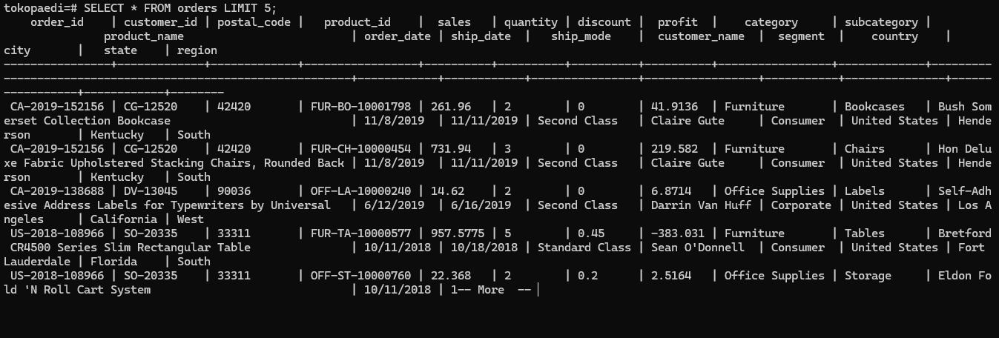 tokopaedi=# SELECT * FROM orders LIMIT 5;
    order_id    | customer_id | postal_code |   product_id    |  sales   | quantity | discount |  profit  |    category     | subcategory |
               product_name                         | order_date | ship_date  |   ship_mode    |  customer_name  |  segment  |    country    |
city       |   state    | region
----------------+-------------+-------------+-----------------+----------+----------+----------+----------+-----------------+-------------+---------
----------------------------------------------------+------------+------------+----------------+-----------------+-----------+---------------+------
-----------+------------+--------
 CA-2019-152156 | CG-12520    | 42420       | FUR-BO-10001798 | 261.96   | 2        | 0        | 41.9136  | Furniture       | Bookcases   | Bush Som
erset Collection Bookcase                           | 11/8/2019  | 11/11/2019 | Second Class   | Claire Gute     | Consumer  | United States | Hende
rson       | Kentucky   | South
 CA-2019-152156 | CG-12520    | 42420       | FUR-CH-10000454 | 731.94   | 3        | 0        | 219.582  | Furniture       | Chairs      | Hon Delu
xe Fabric Upholstered Stacking Chairs, Rounded Back | 11/8/2019  | 11/11/2019 | Second Class   | Claire Gute     | Consumer  | United States | Hende
rson       | Kentucky   | South
 CA-2019-138688 | DV-13045    | 90036       | OFF-LA-10000240 | 14.62    | 2        | 0        | 6.8714   | Office Supplies | Labels      | Self-Adh
esive Address Labels for Typewriters by Universal   | 6/12/2019  | 6/16/2019  | Second Class   | Darrin Van Huff | Corporate | United States | Los A
ngeles     | California | West
 US-2018-108966 | SO-20335    | 33311       | FUR-TA-10000577 | 957.5775 | 5        | 0.45     | -383.031 | Furniture       | Tables      | Bretford
 CR4500 Series Slim Rectangular Table               | 10/11/2018 | 10/18/2018 | Standard Class | Sean O'Donnell  | Consumer  | United States | Fort
Lauderdale | Florida    | South
 US-2018-108966 | SO-20335    | 33311       | OFF-ST-10000760 | 22.368   | 2        | 0.2      | 2.5164   | Office Supplies | Storage     | Eldon Fo
ld 'N Roll Cart System                              | 10/11/2018 | 1-- More  --